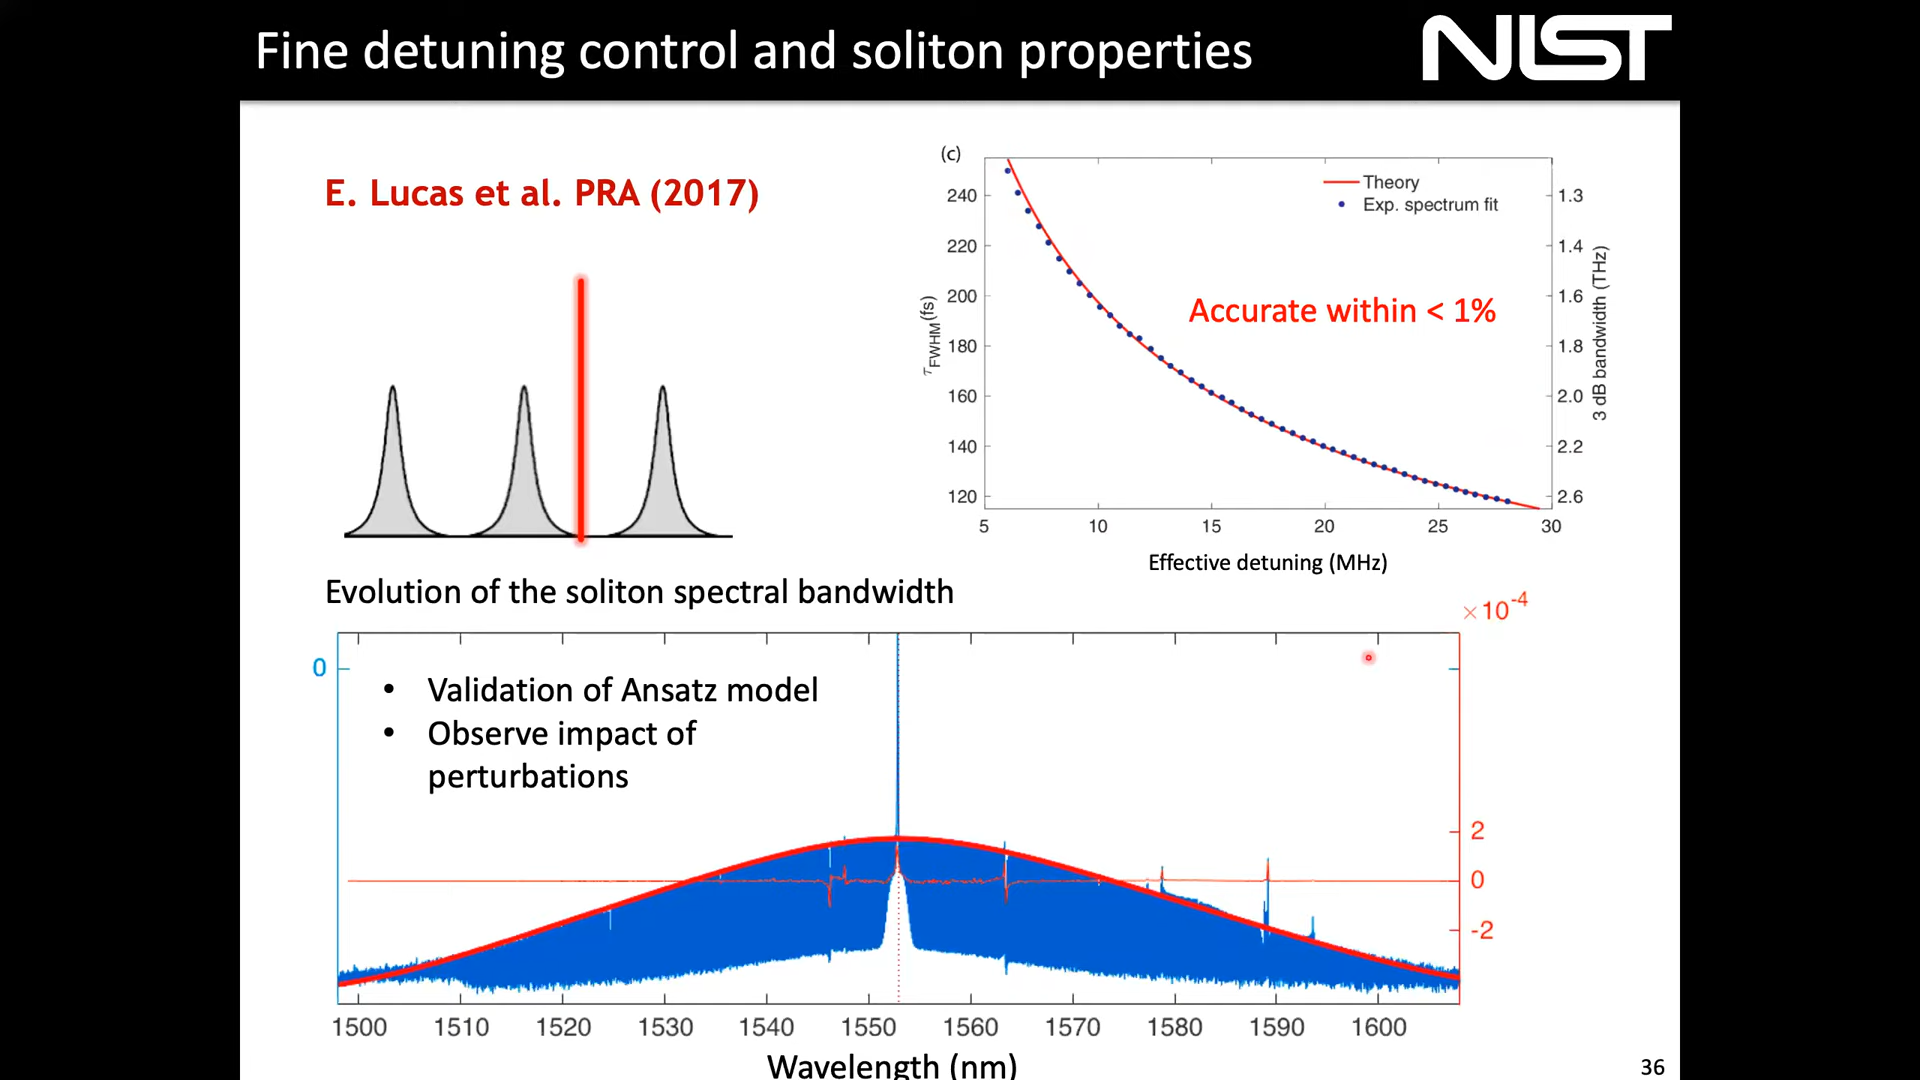 Fine detuning control and soliton properties
NIST
E. Lucas et al. PRA (2017)
(c)
Theory
Exp. spectrum fit
Accurate within < 1%
240
220
200
180
160
140
120
τFWHM (fs)
1.3
1.4
1.6
1.8
2.0
2.2
2.6
3 dB bandwidth (THz)
5 10 15 20 25 30
Effective detuning (MHz)
Evolution of the soliton spectral bandwidth
×10-4
0
• Validation of Ansatz model
• Observe impact of
perturbations
2
0
-2
1500 1510 1520 1530 1540 1550 1560 1570 1580 1590 1600
Wavelength (nm)
36